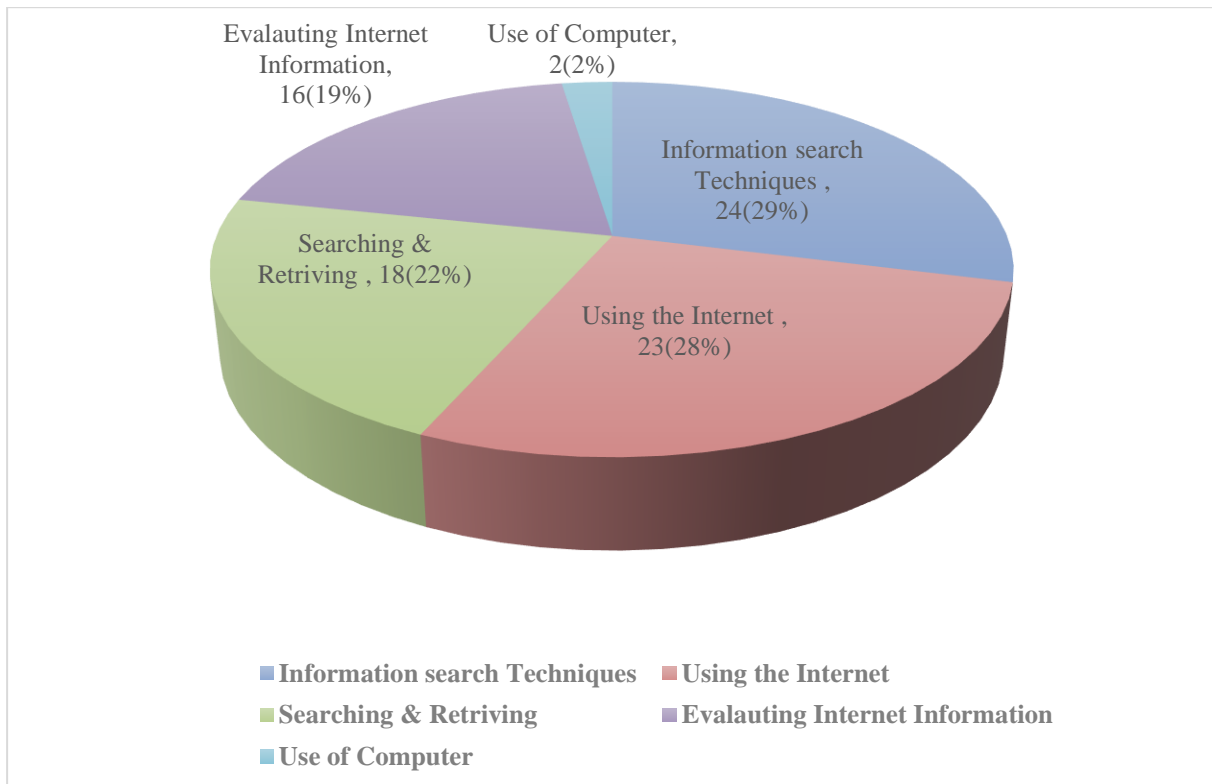 Evalauting Internet
Information,
16(19%)
Use of Computer,
2(2%)
Information search
Techniques ,
24(29%)
Searching &
Retriving , 18(22%)
Using the Internet ,
23(28%)
Information search Techniques
Using the Internet
Searching & Retriving
Evalauting Internet Information
Use of Computer